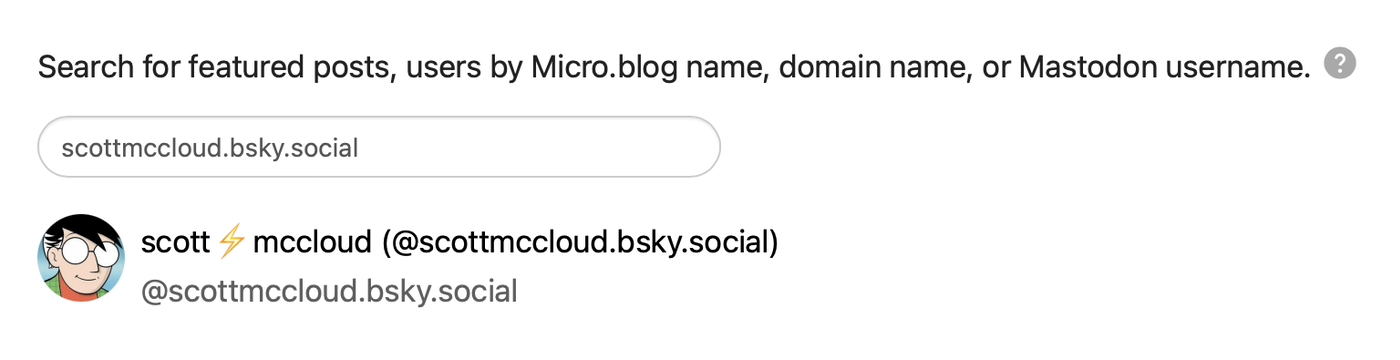 Search for featured posts, users by Micro.blog name, domain name, or Mastodon username. ?
scottmccloud.bsky.social
scott⚡mccloud (@scottmccloud.bsky.social)
@scottmccloud.bsky.social